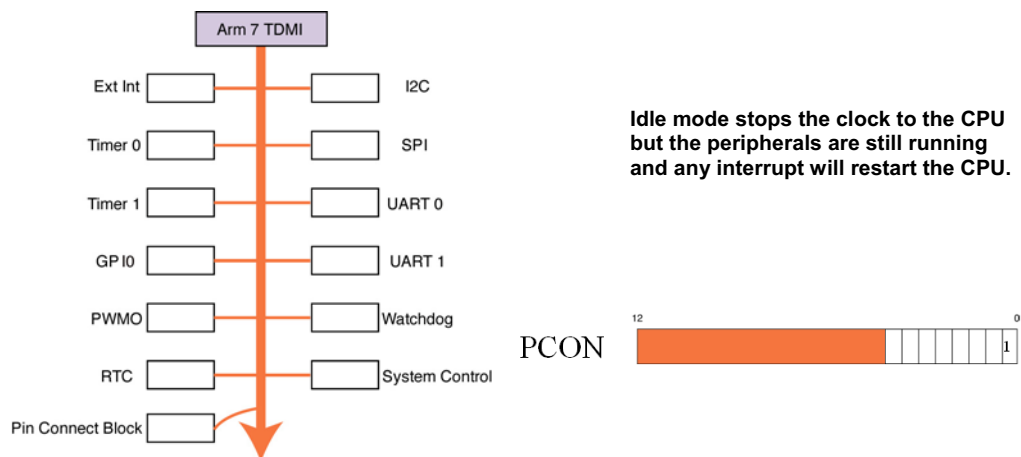 Arm 7 TDMI
Ext Int
I2C
Timer 0
SPI
Timer 1
UART 0
GPI0
UART 1
PWMO
Watchdog
RTC
System Control
Pin Connect Block
Idle mode stops the clock to the CPU
but the peripherals are still running
and any interrupt will restart the CPU.
12
0
PCON
1